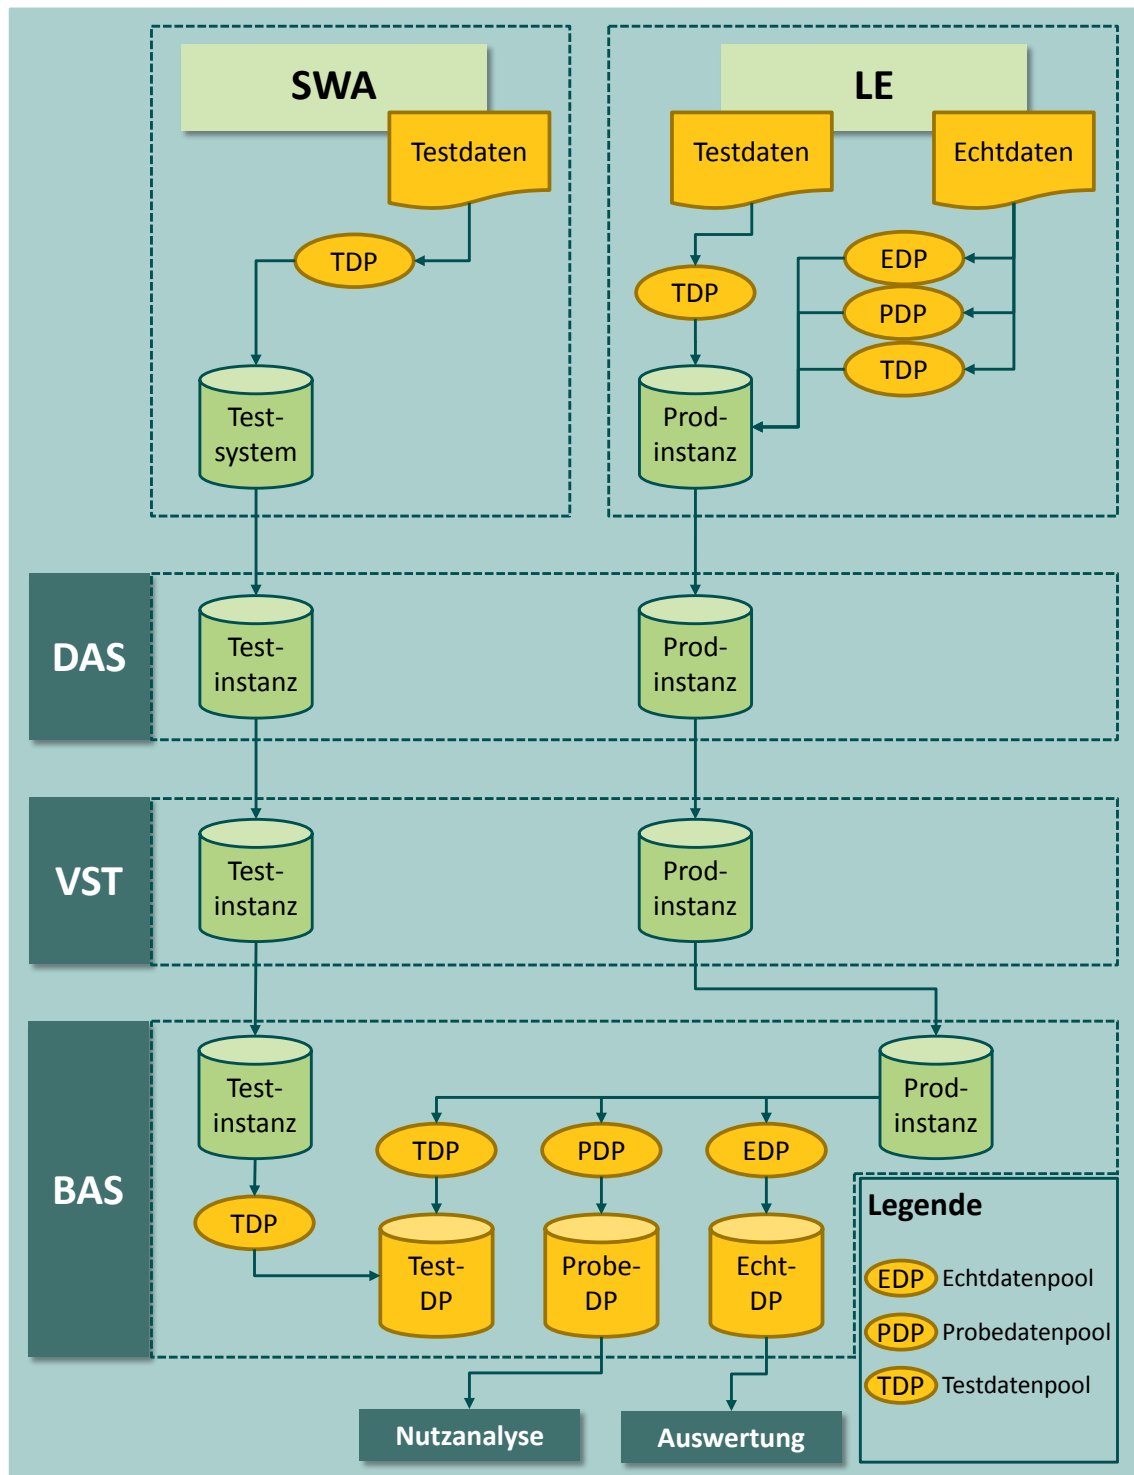 SWA
LE
Testdaten
Testdaten
Echtdaten
TDP
TDP
EDP
PDP
TDP
Test-
system
Prod-
instanz
DAS
Test-
instanz
Prod-
instanz
VST
Test-
instanz
Prod-
instanz
BAS
Test-
instanz
Prod-
instanz
TDP
PDP
EDP
TDP
Test-
DP
Probe-
DP
Echt-
DP
Legende
EDP Echtdatenpool
PDP Probedatenpool
TDP Testdatenpool
Nutzanalyse
Auswertung